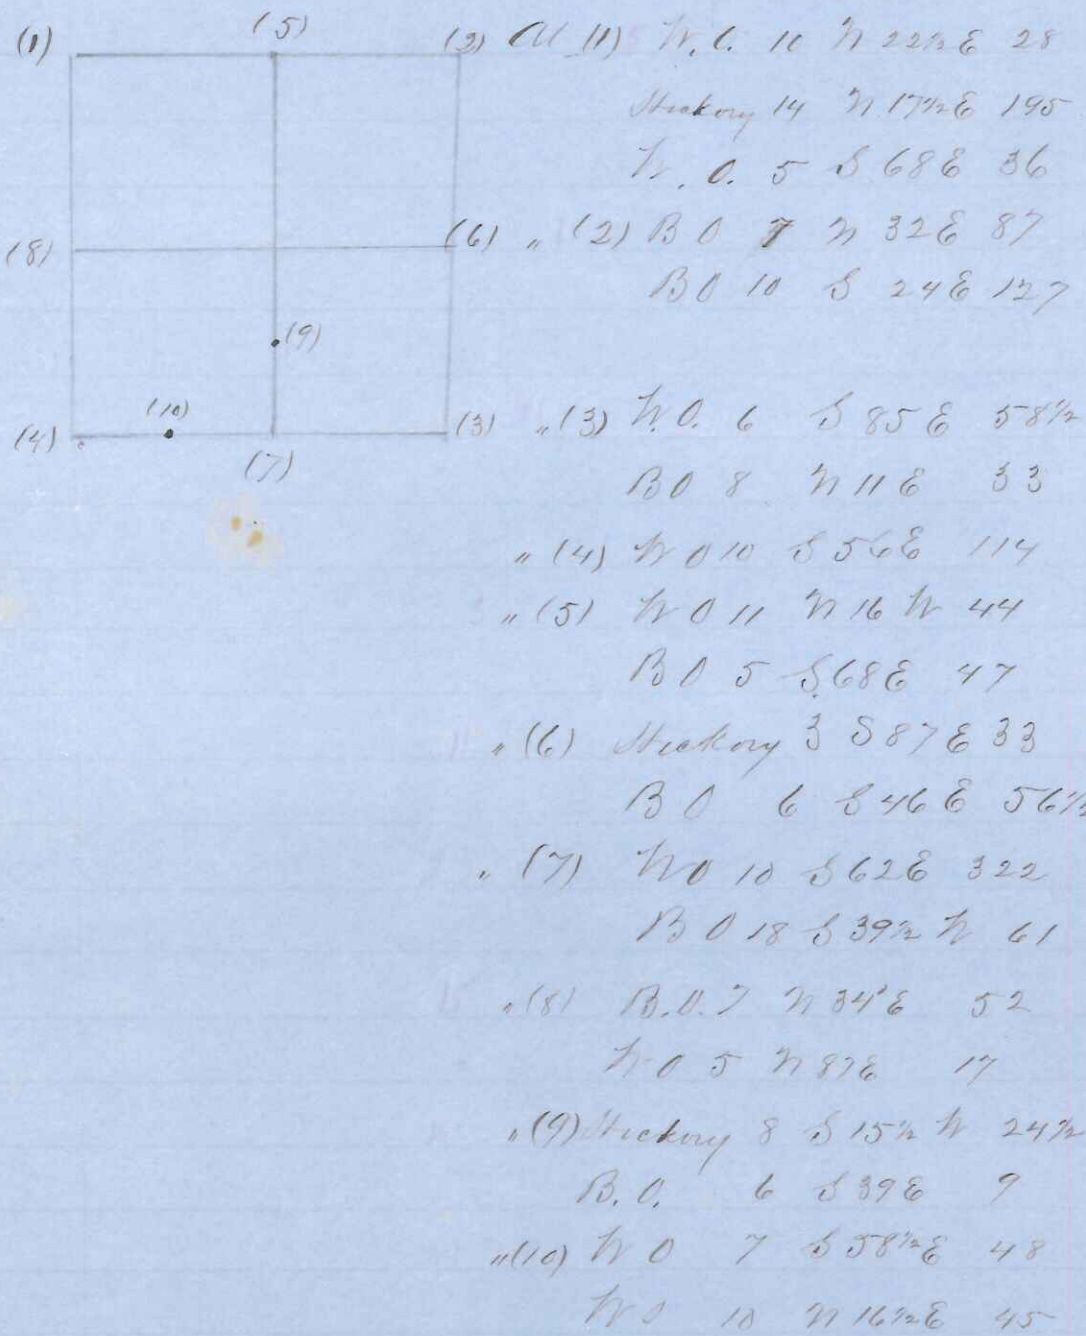 (1) (5) (2)
(8) (6)
(9)
(10)
(4) (3)
(7)
At (1) W. O. 10 N 22½ E 28
Hickory 14 N 17½ E 195
W. O. 5 S 68 E 36
" (2) B O 7 N 32 E 87
B O 10 S 24 E 127
" (3) W. O. 6 S 85 E 58½
B O 8 N 11 E 33
" (4) W O 10 S 56 E 114
" (5) W O 11 N 16 W 44
B O 5 S 68 E 47
" (6) Hickory 3 S 87 E 33
B O 6 S 46 E 56½
" (7) W O 10 S 62 E 322
B O 18 S 39½ W 61
" (8) B. O. 7 N 34 E 52
W O 5 N 87 E 17
" (9) Hickory 8 S 15½ W 24½
B. O. 6 S 39 E 9
" (10) W O 7 S 58½ E 48
W O 10 N 16½ E 45